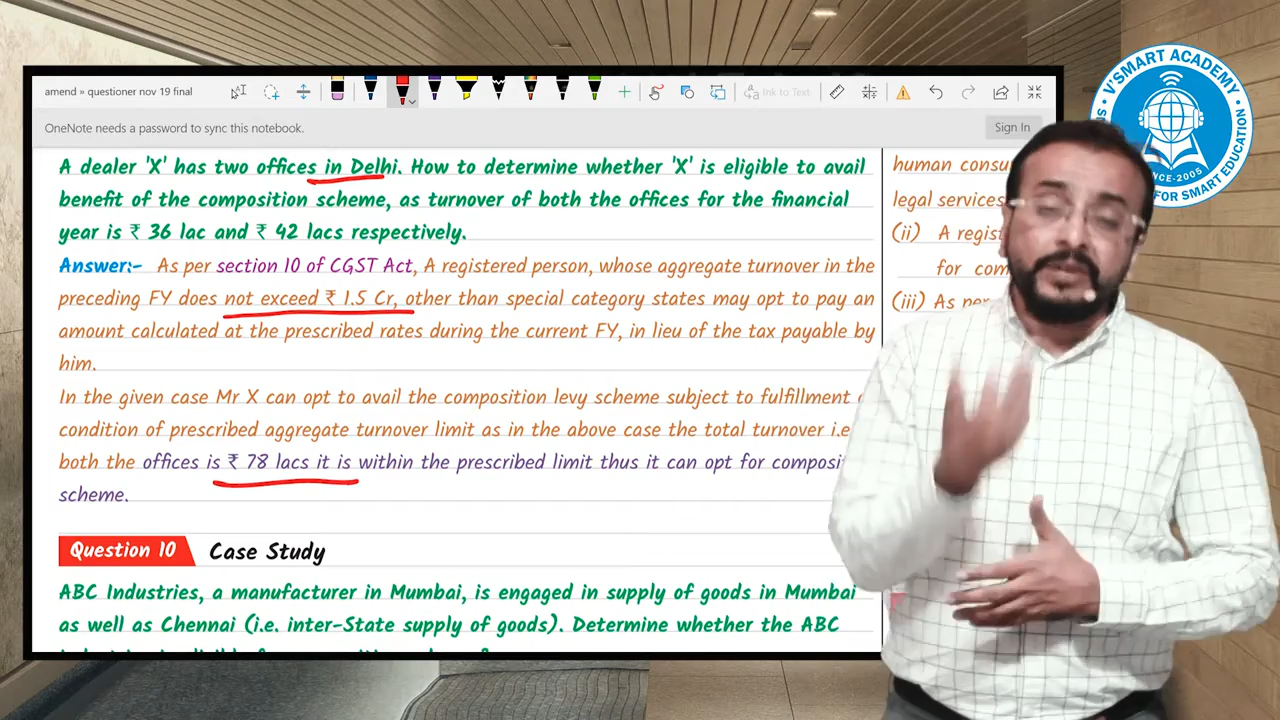 amend » questioner nov 19 final
Ink to Text
OneNote needs a password to sync this notebook.
Sign In
A dealer 'X' has two offices in Delhi. How to determine whether 'X' is eligible to avail
benefit of the composition scheme, as turnover of both the offices for the financial
year is ₹ 36 lac and ₹ 42 lacs respectively.
Answer:- As per section 10 of CGST Act, A registered person, whose aggregate turnover in the
preceding FY does not exceed ₹ 1.5 Cr, other than special category states may opt to pay an
amount calculated at the prescribed rates during the current FY, in lieu of the tax payable by
him.
In the given case Mr X can opt to avail the composition levy scheme subject to fulfillment
condition of prescribed aggregate turnover limit as in the above case the total turnover i.e
both the offices is ₹ 78 lacs it is within the prescribed limit thus it can opt for
scheme.
Question 10 Case Study
ABC Industries, a manufacturer in Mumbai, is engaged in supply of goods in Mumbai
as well as Chennai (i.e. inter-State supply of goods). Determine whether the ABC
human
legal services
(ii) A
for
(iii) As per
V'SMART ACADEMY
SINCE-2005
FOR SMART EDUCATION